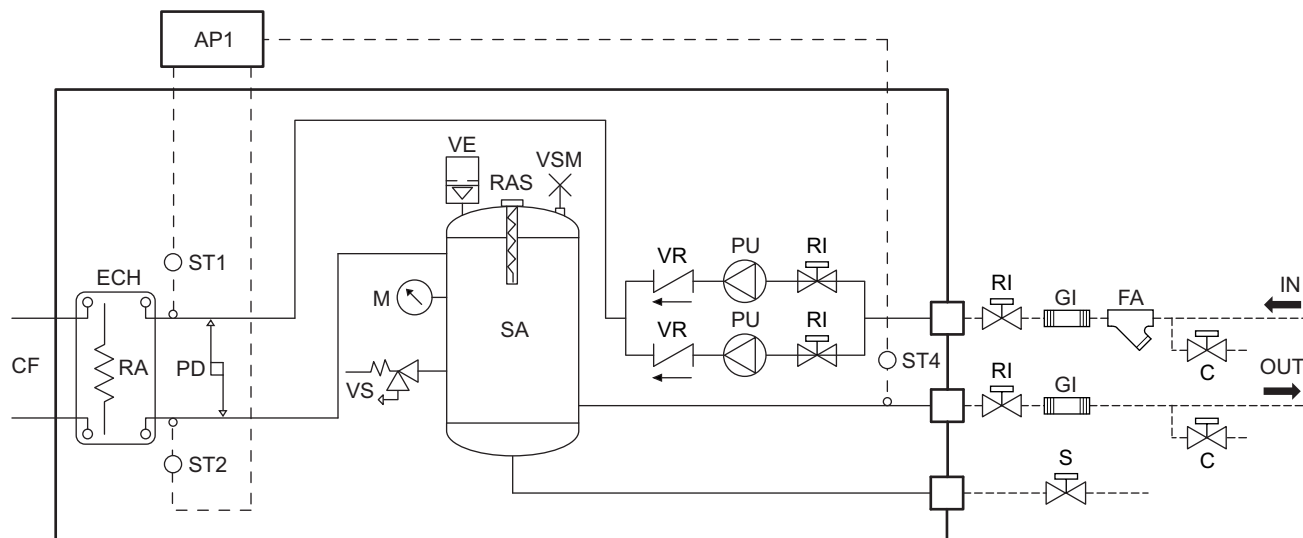 AP1
VE
VSM
RAS
ST1
ECH
M
VR
PU
RI
RI
GI
FA
IN
SA
CF
RA
PD
VR
PU
RI
VS
ST4
C
RI
GI
OUT
ST2
C
S